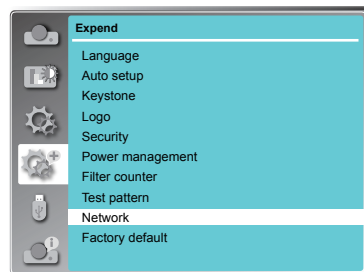 Expend
Language
Auto setup
Keystone
Logo
Security
Power management
Filter counter
Test pattern
Network
Factory default